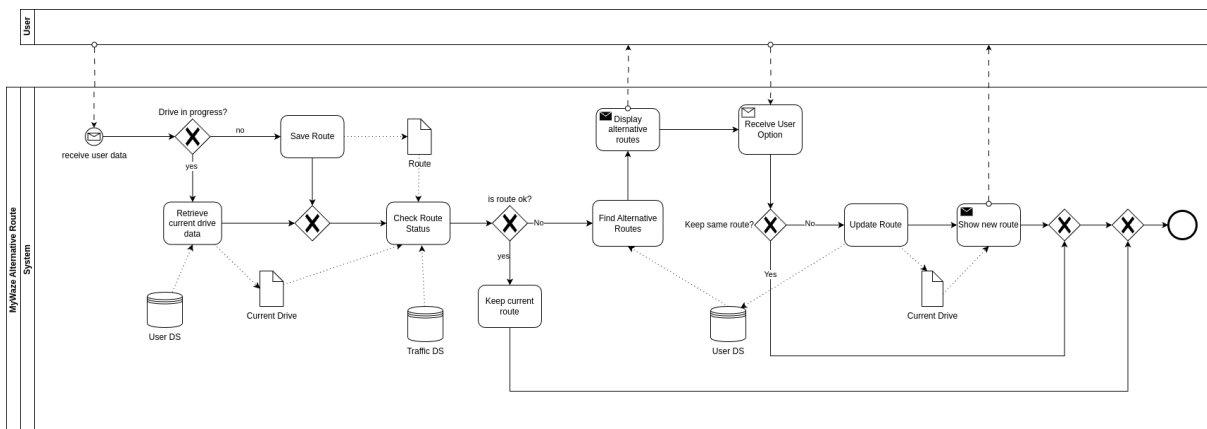 User
MyWaze Alternative Route
System
receive user data
Drive in progress?
no
yes
Save Route
Route
Retrieve
current drive
data
User DS
Current Drive
Check Route
Status
Traffic DS
is route ok?
No
yes
Keep current
route
Find Alternative
Routes
Display
alternative
routes
Receive User
Option
Keep same route?
No
Yes
User DS
Update Route
Current Drive
Show new route